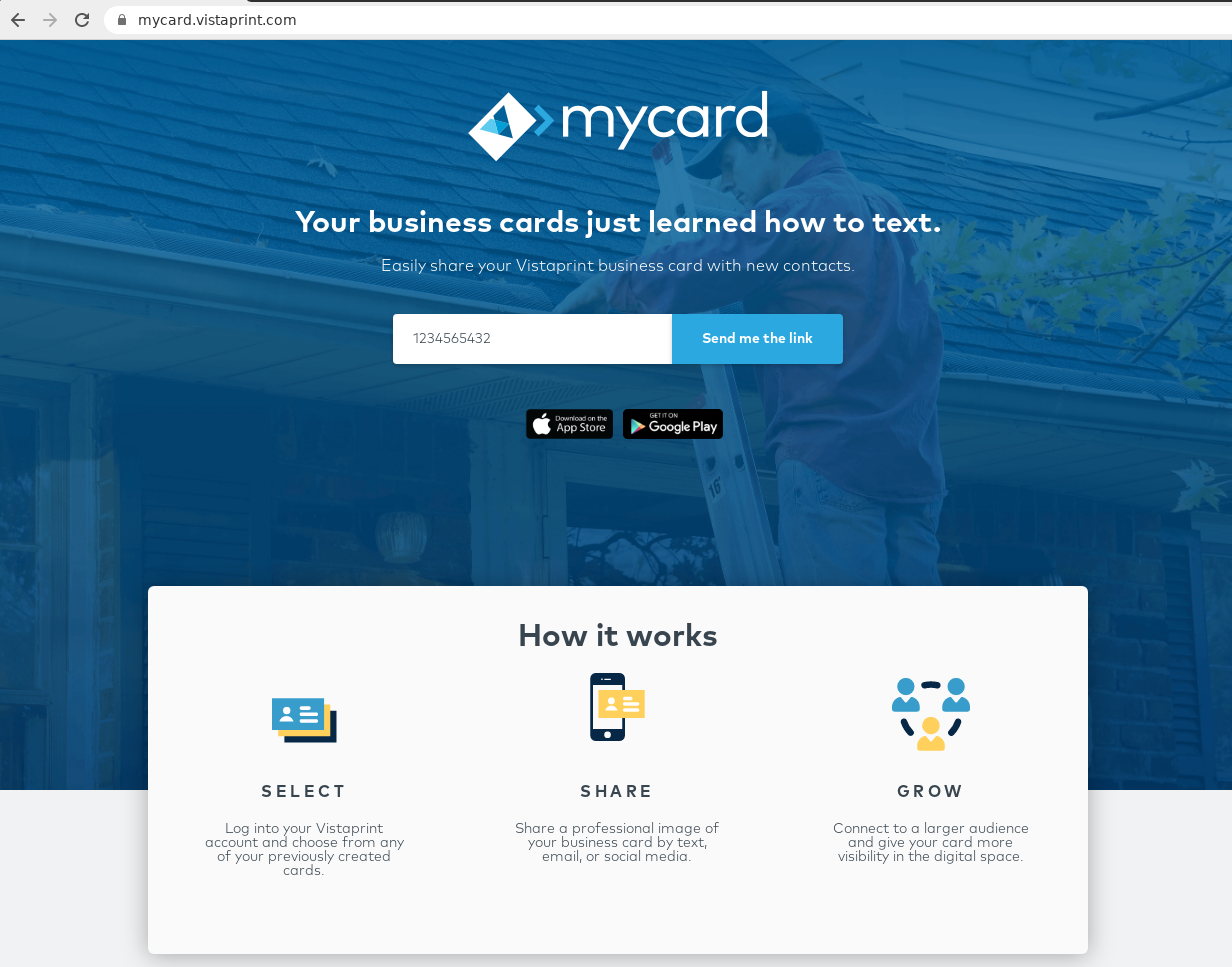 mycard.vistaprint.com
mycard
Your business cards just learned how to text.
Easily share your Vistaprint business card with new contacts.
1234565432
Send me the link
Download on the
App Store
GET IT ON
Google Play
16'
How it works
SELECT
Log into your Vistaprint
account and choose from any
of your previously created
cards.
SHARE
Share a professional image of
your business card by text,
email, or social media.
GROW
Connect to a larger audience
and give your card more
visibility in the digital space.